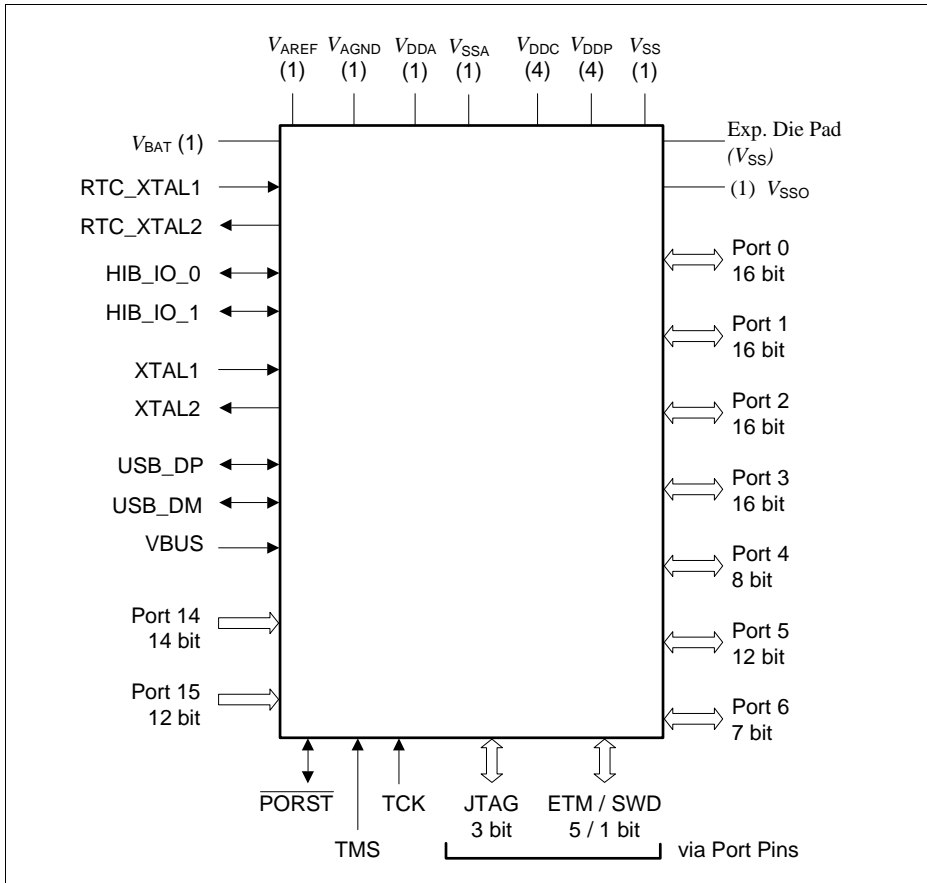 VAREF VAGND VDDA VSSA VDDC VDDP VSS
(1) (1) (1) (1) (4) (4) (1)
VBAT (1)
RTC_XTAL1
RTC_XTAL2
HIB_IO_0
HIB_IO_1
XTAL1
XTAL2
USB_DP
USB_DM
VBUS
Port 14
14 bit
Port 15
12 bit
Exp. Die Pad
(VSS)
(1) VSSO
Port 0
16 bit
Port 1
16 bit
Port 2
16 bit
Port 3
16 bit
Port 4
8 bit
Port 5
12 bit
Port 6
7 bit
PORST
TMS
TCK
JTAG
3 bit
ETM / SWD
5 / 1 bit
via Port Pins